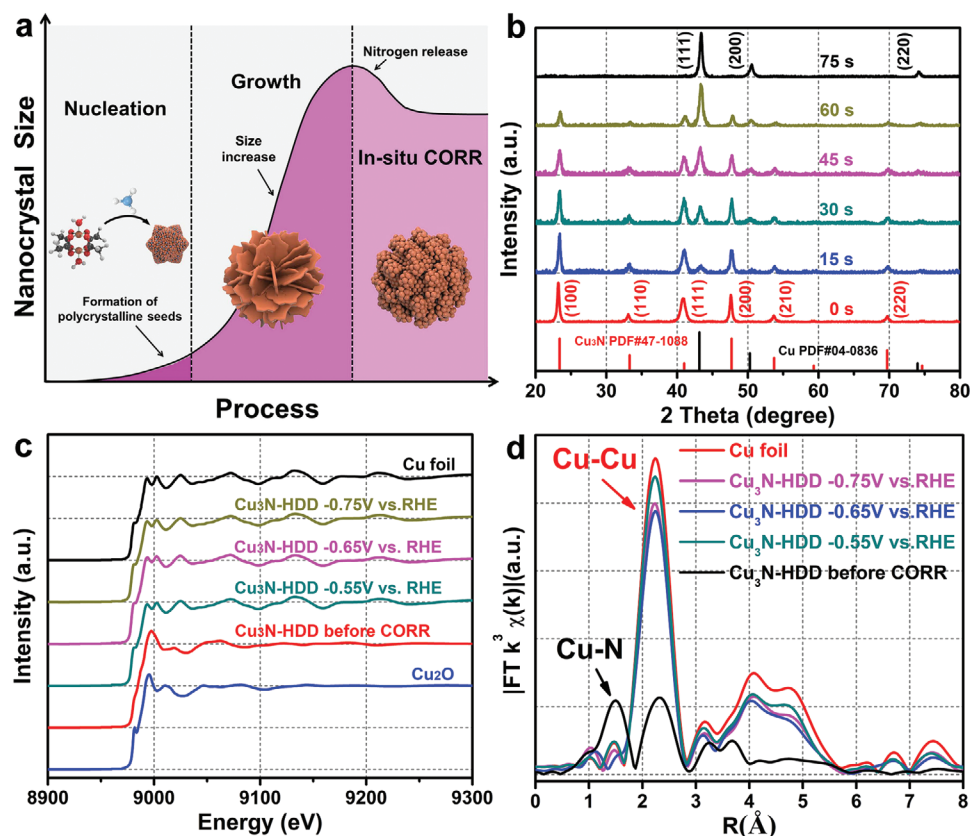 a
Nanocrystal Size
Nucleation
Growth
Nitrogen release
Size
increase
In-situ CORR
Formation of
polycrystalline seeds
Process
b
Intensity (a.u.)
(111)
(200)
(220)
75 s
60 s
45 s
30 s
15 s
0 s
(100)
(110)
(111)
(200)
(210)
(220)
Cu₃N PDF#47-1088
Cu PDF#04-0836
20 30 40 50 60 70 80
2 Theta (degree)
c
Intensity (a.u.)
Cu foil
Cu₃N-HDD -0.75V vs.RHE
Cu₃N-HDD -0.65V vs. RHE
Cu₃N-HDD -0.55V vs. RHE
Cu₃N-HDD before CORR
Cu₂O
8900 9000 9100 9200 9300
Energy (eV)
d
|FT k³ χ(k)|(a.u.)
Cu-Cu
Cu-N
Cu foil
Cu₃N-HDD -0.75V vs.RHE
Cu₃N-HDD -0.65V vs.RHE
Cu₃N-HDD -0.55V vs.RHE
Cu₃N-HDD before CORR
0 1 2 3 4 5 6 7 8
R(Å)